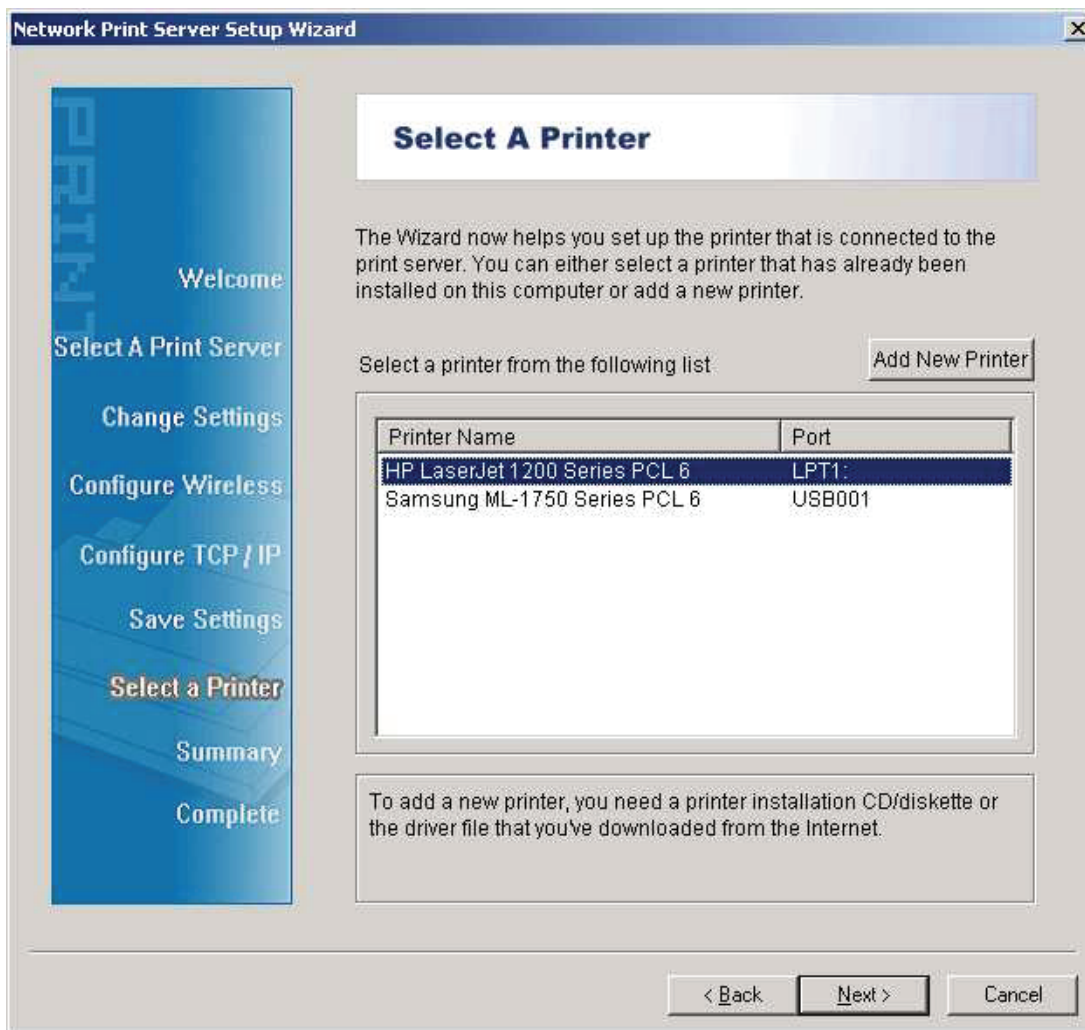 Network Print Server Setup Wizard
PRINT
Welcome
Select A Print Server
Change Settings
Configure Wireless
Configure TCP / IP
Save Settings
Select a Printer
Summary
Complete
Select A Printer
The Wizard now helps you set up the printer that is connected to the
print server. You can either select a printer that has already been
installed on this computer or add a new printer.
Select a printer from the following list
Add New Printer
Printer Name Port
HP LaserJet 1200 Series PCL 6 LPT1:
Samsung ML-1750 Series PCL 6 USB001
To add a new printer, you need a printer installation CD/diskette or
the driver file that you've downloaded from the Internet.
< Back Next > Cancel